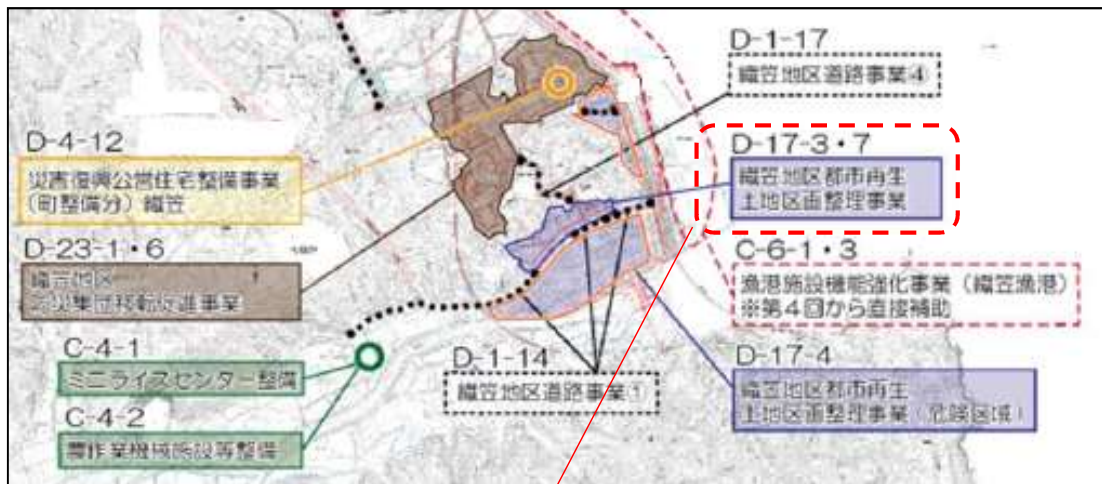 D-1-17
織笠地区道路事業④
D-4-12
災害復興公営住宅整備事業
(町整備分)織笠
D-17-3・7
織笠地区都市再生
土地区画整理事業
D-23-1・6
織笠地区
防災集団移転促進事業
C-6-1・3
漁港施設機能強化事業(織笠漁港)
※第4回から直接補助
C-4-1
ミニライスセンター整備
D-1-14
織笠地区道路事業①
D-17-4
織笠地区都市再生
土地区画整理事業(危険区域)
C-4-2
農作業機械施設等整備